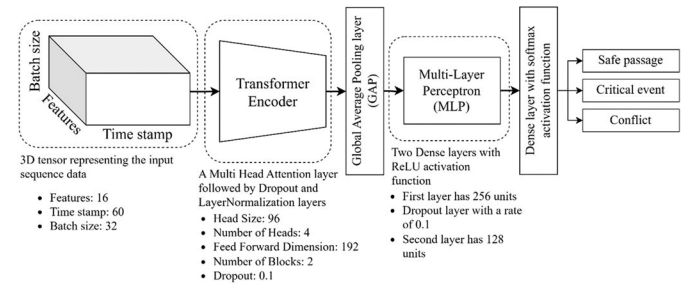 Batch size
Features
Time stamp
3D tensor representing the input
sequence data
• Features: 16
• Time stamp: 60
• Batch size: 32
Transformer
Encoder
A Multi Head Attention layer
followed by Dropout and
LayerNormalization layers
• Head Size: 96
• Number of Heads: 4
• Feed Forward Dimension: 192
• Number of Blocks: 2
• Dropout: 0.1
Global Average Pooling layer
(GAP)
Multi-Layer
Perceptron
(MLP)
Two Dense layers with
ReLU activation
function
• First layer has 256 units
• Dropout layer with a rate
of 0.1
• Second layer has 128
units
Dense layer with softmax
activation function
Safe passage
Critical event
Conflict